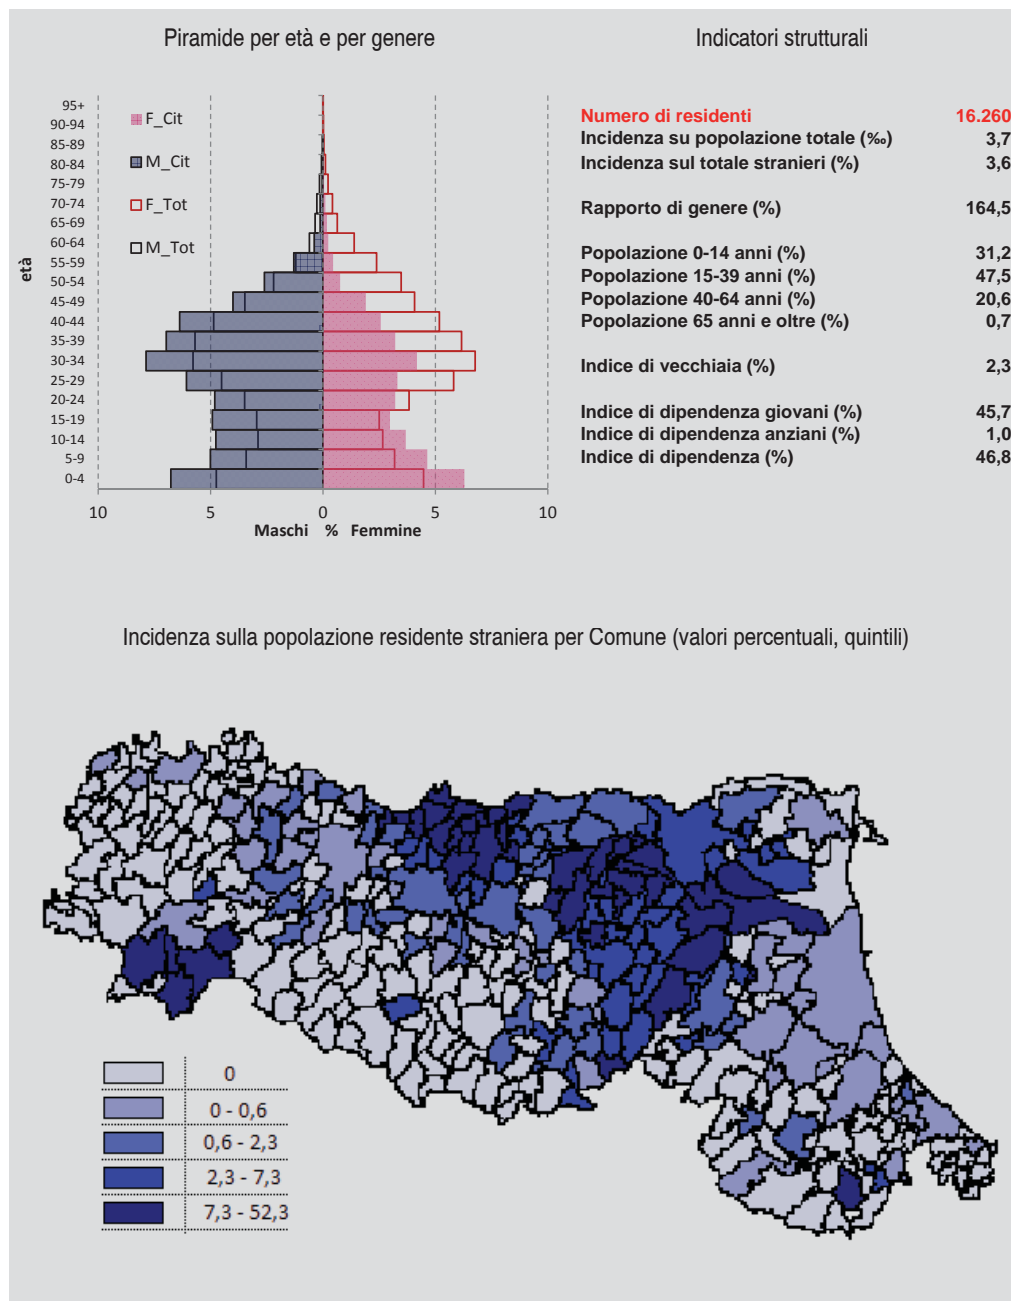 Piramide per età e per genere
95+
90-94
85-89
80-84
75-79
70-74
65-69
60-64
55-59
50-54
45-49
40-44
35-39
30-34
25-29
20-24
15-19
10-14
5-9
0-4
età
F_Cit
M_Cit
F_Tot
M_Tot
10 5 0 5 10
Maschi % Femmine
Indicatori strutturali
Numero di residenti 16.260
Incidenza su popolazione totale (‰) 3,7
Incidenza sul totale stranieri (%) 3,6
Rapporto di genere (%) 164,5
Popolazione 0-14 anni (%) 31,2
Popolazione 15-39 anni (%) 47,5
Popolazione 40-64 anni (%) 20,6
Popolazione 65 anni e oltre (%) 0,7
Indice di vecchiaia (%) 2,3
Indice di dipendenza giovani (%) 45,7
Indice di dipendenza anziani (%) 1,0
Indice di dipendenza (%) 46,8
Incidenza sulla popolazione residente straniera per Comune (valori percentuali, quintili)
0
0 - 0,6
0,6 - 2,3
2,3 - 7,3
7,3 - 52,3